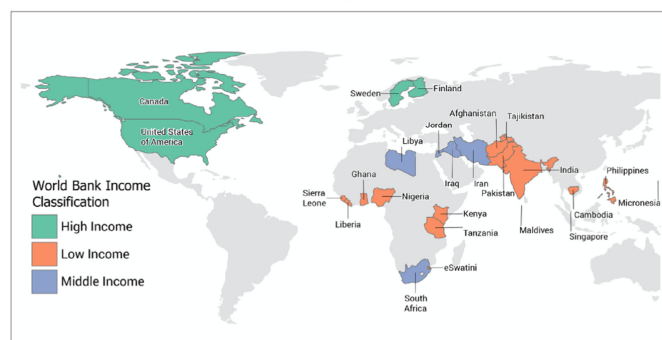 Canada
United States
of America
Sweden
Finland
Afghanistan
Tajikistan
Jordan
Libya
India
Philippines
Ghana
Iraq
Iran
Pakistan
Micronesia
Sierra
Leone
Nigeria
Liberia
Kenya
Tanzania
Cambodia
Maldives
Singapore
eSwatini
South
Africa
World Bank Income
Classification
High Income
Low Income
Middle Income